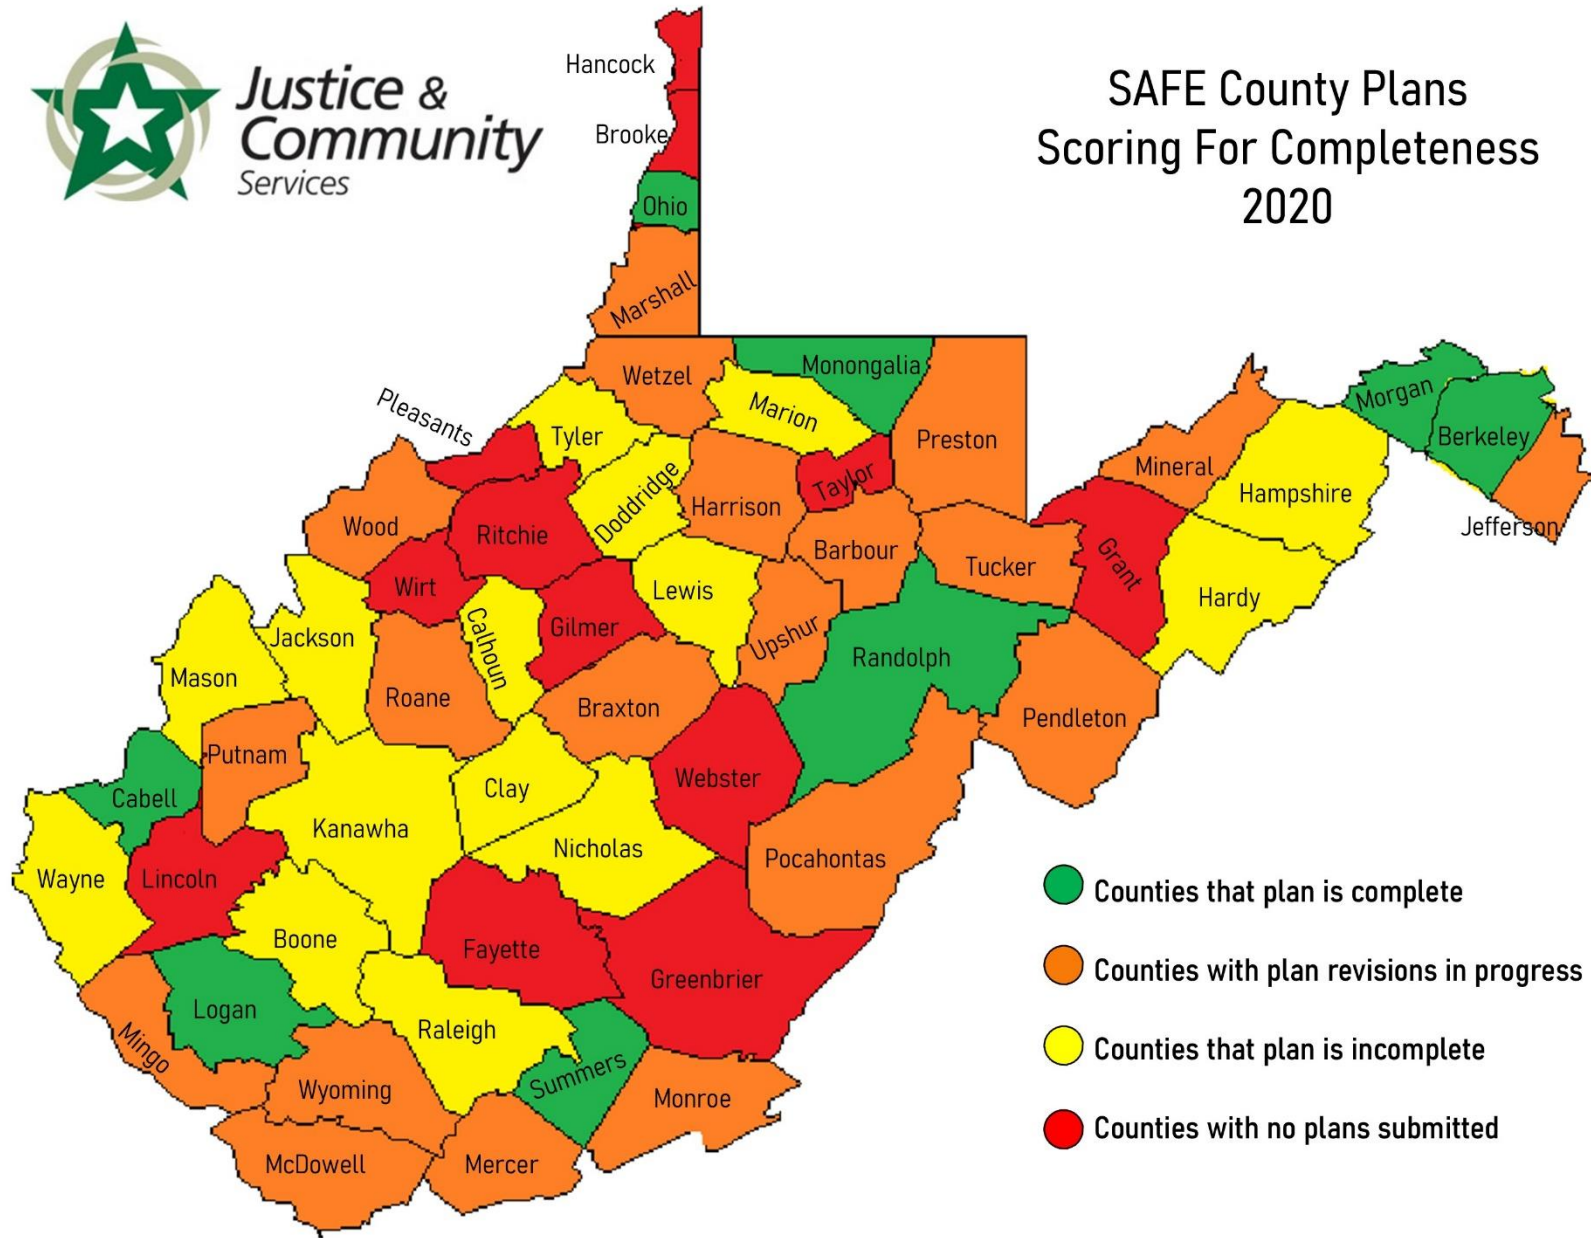 Justice &
Community
Services
SAFE County Plans
Scoring For Completeness
2020
Hancock
Brooke
Ohio
Marshall
Wetzel
Monongalia
Marion
Preston
Pleasants
Tyler
Doddridge
Harrison
Taylor
Mineral
Hampshire
Morgan
Berkeley
Jefferson
Wood
Ritchie
Barbour
Tucker
Grant
Hardy
Wirt
Calhoun
Gilmer
Lewis
Upshur
Randolph
Jackson
Mason
Roane
Braxton
Pendleton
Putnam
Cabell
Clay
Webster
Kanawha
Nicholas
Pocahontas
Wayne
Lincoln
Boone
Fayette
Greenbrier
Logan
Mingo
Raleigh
Summers
Wyoming
Monroe
McDowell
Mercer
Counties that plan is complete
Counties with plan revisions in progress
Counties that plan is incomplete
Counties with no plans submitted